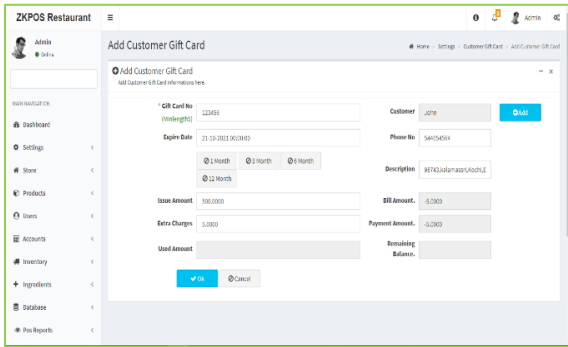 ZKPOS Restaurant
Admin
Admin
Online
Add Customer Gift Card
Home - Settings - Customer Gift Card - Add Customer Gift Card
Add Customer Gift Card
Add Customer Gift Card informations here.
MAIN NAVIGATION
Dashboard
Settings
Store
Products
Users
Accounts
Inventory
Ingredients
Database
Pos Reports
* Gift Card No 123456
Customer John
Add
Expire Date 21-10-2021 00:00:00
Phone No
1 Month
3 Month
6 Month
12 Month
Description
Issue Amount 500.0000
Bill Amount. -5.0000
Extra Charges 5.0000
Payment Amount. -5.0000
Used Amount
Remaining
Balance.
Ok
Cancel